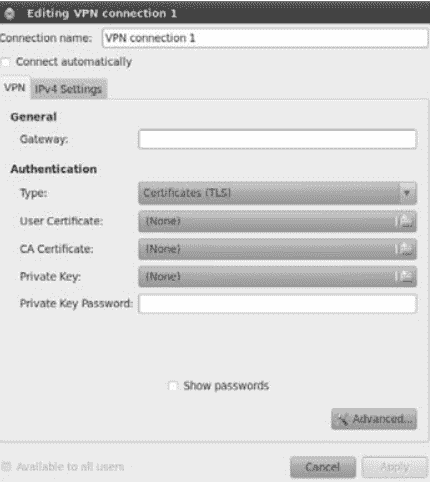 Editing VPN connection 1
Connection name: VPN connection 1
Connect automatically
VPN IPv4 Settings
General
Gateway:
Authentication
Type: Certificates (TLS)
User Certificate: (None)
CA Certificate: (None)
Private Key: (None)
Private Key Password:
Show passwords
Advanced...
Available to all users Cancel Apply